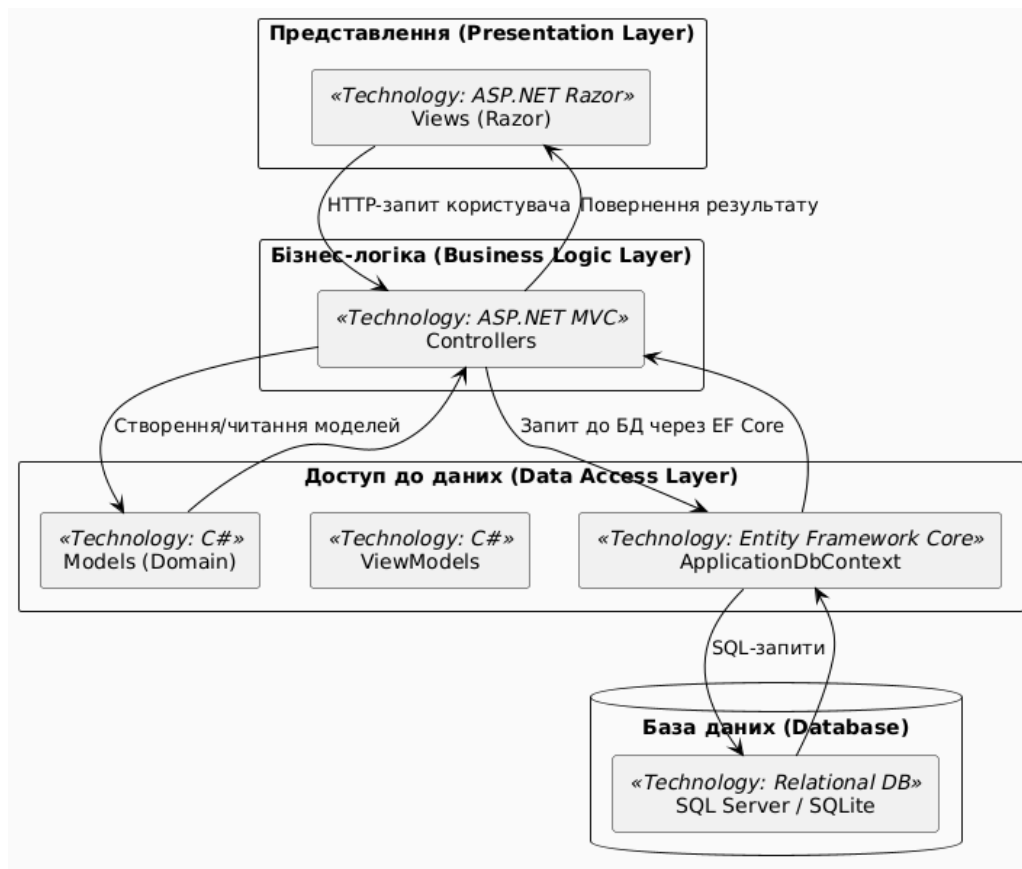 Представлення (Presentation Layer)
«Technology: ASP.NET Razor»
Views (Razor)
HTTP-запит користувача
Повернення результату
Бізнес-логіка (Business Logic Layer)
«Technology: ASP.NET MVC»
Controllers
Створення/читання моделей
Запит до БД через EF Core
Доступ до даних (Data Access Layer)
«Technology: C#»
Models (Domain)
«Technology: C#»
ViewModels
«Technology: Entity Framework Core»
ApplicationDbContext
SQL-запити
База даних (Database)
«Technology: Relational DB»
SQL Server / SQLite